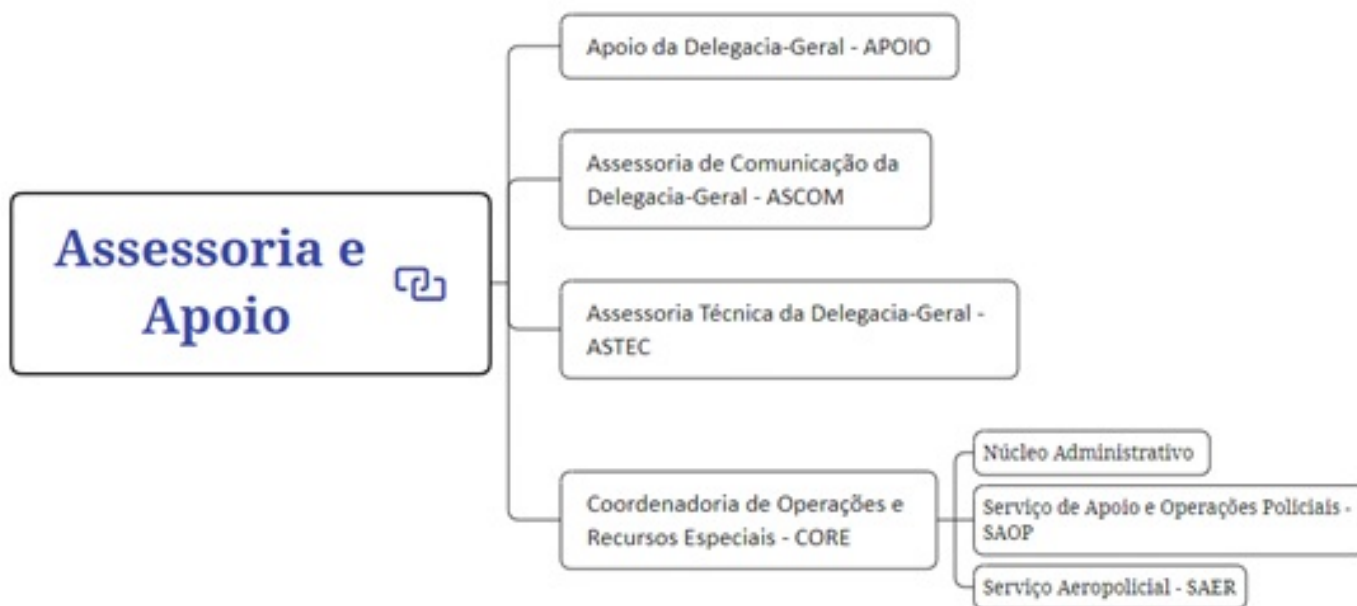 Assessoria e
Apoio
Apoio da Delegacia-Geral - APOIO
Assessoria de Comunicação da
Delegacia-Geral - ASCOM
Assessoria Técnica da Delegacia-Geral -
ASTEC
Coordenadoria de Operações e
Recursos Especiais - CORE
Núcleo Administrativo
Serviço de Apoio e Operações Policiais -
SAOP
Serviço Aeropolicial - SAER